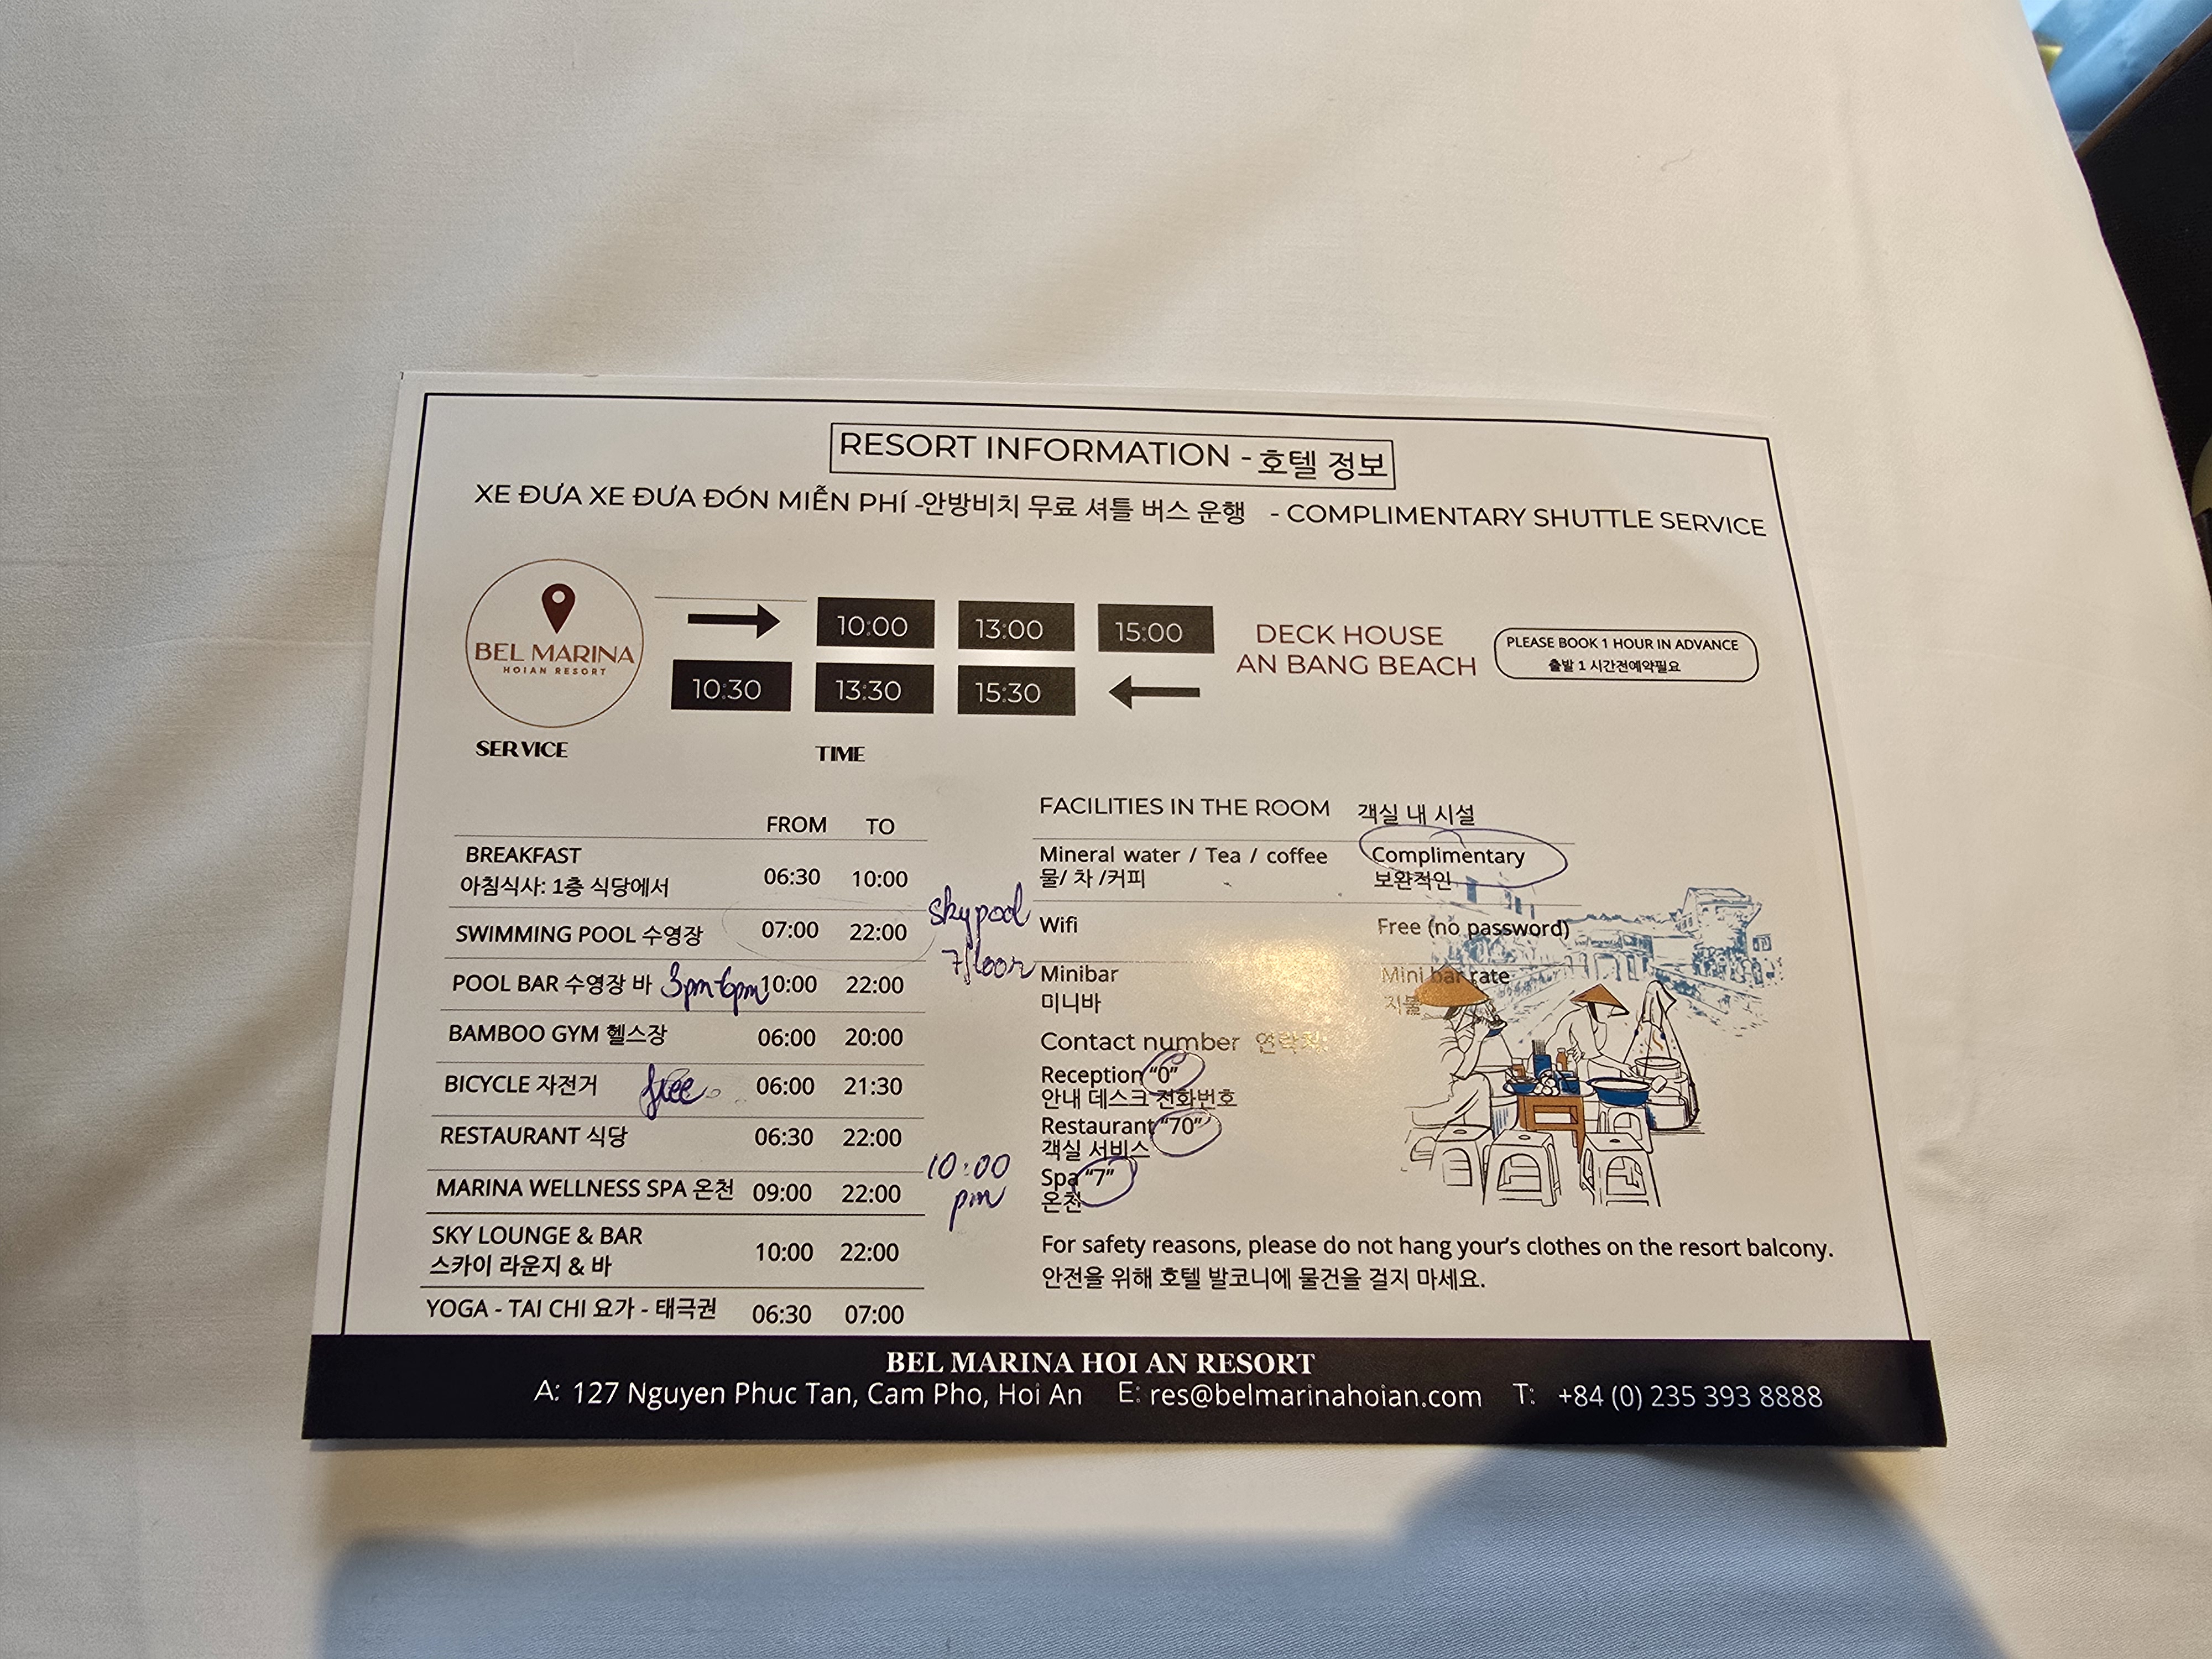 RESORT INFORMATION - 호텔 정보
XE ĐƯA XE ĐƯA ĐÓN MIỄN PHÍ -안방비치 무료 셔틀 버스 운행 - COMPLIMENTARY SHUTTLE SERVICE
BEL MARINA
HOIAN RESORT
10:00 13:00 15:00
10:30 13:30 15:30
DECK HOUSE
AN BANG BEACH
PLEASE BOOK 1 HOUR IN ADVANCE
출발 1 시간전예약필요
SERVICE TIME
FROM TO
BREAKFAST
아침식사: 1층 식당에서 06:30 10:00
SWIMMING POOL 수영장 07:00 22:00
sky pool
7floor
POOL BAR 수영장 바 3pm-6pm 10:00 22:00
BAMBOO GYM 헬스장 06:00 20:00
BICYCLE 자전거 free 06:00 21:30
RESTAURANT 식당 06:30 22:00
MARINA WELLNESS SPA 온천 09:00 22:00
10:00
pm
SKY LOUNGE & BAR
스카이 라운지 & 바 10:00 22:00
YOGA - TAI CHI 요가 - 태극권 06:30 07:00
FACILITIES IN THE ROOM 객실 내 시설
Mineral water / Tea / coffee Complimentary
물/ 차 /커피 보완적인
Wifi Free (no password)
Minibar Mini bar rate
미니바 지불
Contact number 연락처:
Reception "0"
안내 데스크 전화번호
Restaurant "70"
객실 서비스
Spa "7"
온천
For safety reasons, please do not hang your's clothes on the resort balcony.
안전을 위해 호텔 발코니에 물건을 걸지 마세요.
BEL MARINA HOI AN RESORT
A: 127 Nguyen Phuc Tan, Cam Pho, Hoi An E: res@belmarinahoian.com T: +84 (0) 235 393 8888